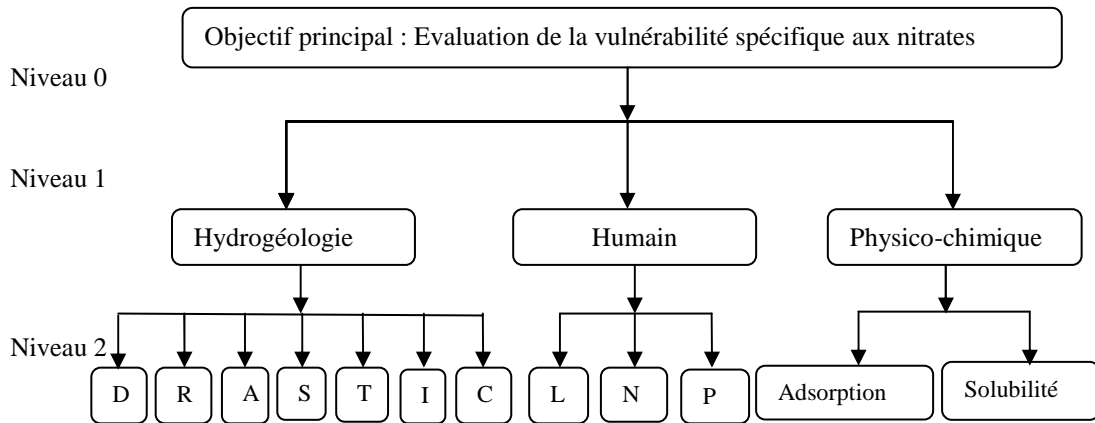 Objectif principal : Evaluation de la vulnérabilité spécifique aux nitrates
Niveau 0
Niveau 1
Hydrogéologie
Humain
Physico-chimique
Niveau 2
D
R
A
S
T
I
C
L
N
P
Adsorption
Solubilité